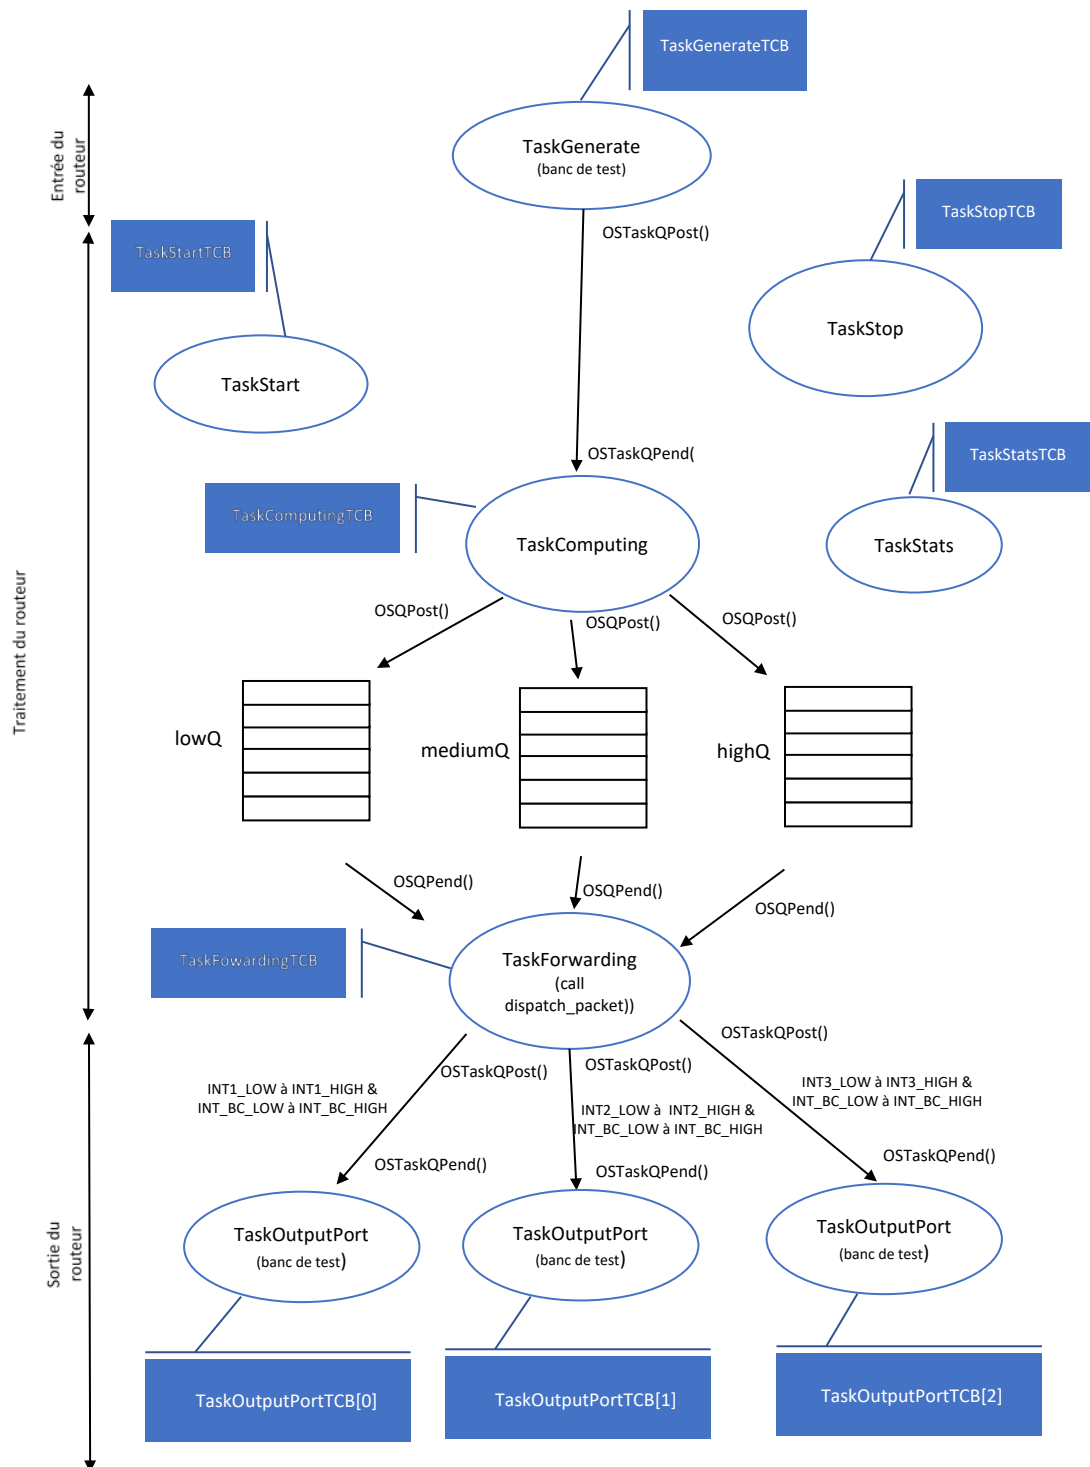 TaskGenerateTCB
Entrée du
routeur
TaskGenerate
(banc de test)
TaskStopTCB
OSTaskQPost()
TaskStartTCB
TaskStop
TaskStart
OSTaskQPend(
TaskStatsTCB
TaskComputingTCB
TaskComputing
TaskStats
Traitement du routeur
OSQPost()
OSQPost()
OSQPost()
lowQ
mediumQ
highQ
OSQPend()
OSQPend()
OSQPend()
TaskFowardingTCB
TaskForwarding
(call
dispatch_packet))
OSTaskQPost()
OSTaskQPost()
OSTaskQPost()
INT1_LOW à INT1_HIGH &
INT_BC_LOW à INT_BC_HIGH
INT2_LOW à INT2_HIGH &
INT_BC_LOW à INT_BC_HIGH
INT3_LOW à INT3_HIGH &
INT_BC_LOW à INT_BC_HIGH
OSTaskQPend()
OSTaskQPend()
OSTaskQPend()
Sortie du
routeur
TaskOutputPort
(banc de test)
TaskOutputPort
(banc de test)
TaskOutputPort
(banc de test)
TaskOutputPortTCB[0]
TaskOutputPortTCB[1]
TaskOutputPortTCB[2]